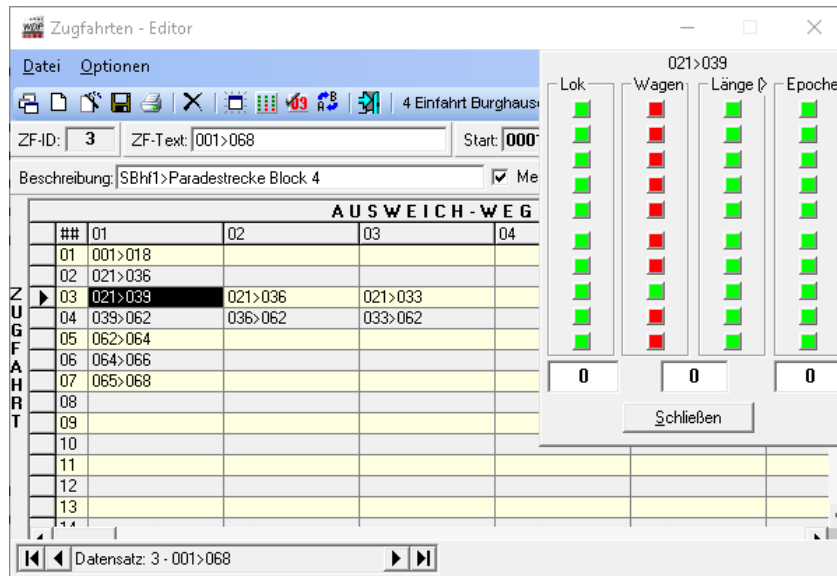 WDP Zugfahrten - Editor
Datei Optionen
4 Einfahrt Burghaus
ZF-ID: 3 ZF-Text: 001>068 Start: 000
Beschreibung: SBhf1>Paradestrecke Block 4 Me
AUSWEICH-WEG
## 01 02 03 04
01 001>018
02 021>036
03 021>039 021>036 021>033
04 039>062 036>062 033>062
05 062>064
06 064>066
07 065>068
08
09
10
11
12
13
14
ZUGFAHRT
Datensatz: 3 - 001>068
021>039
Lok Wagen Länge Epoche
0 0 0
Schließen